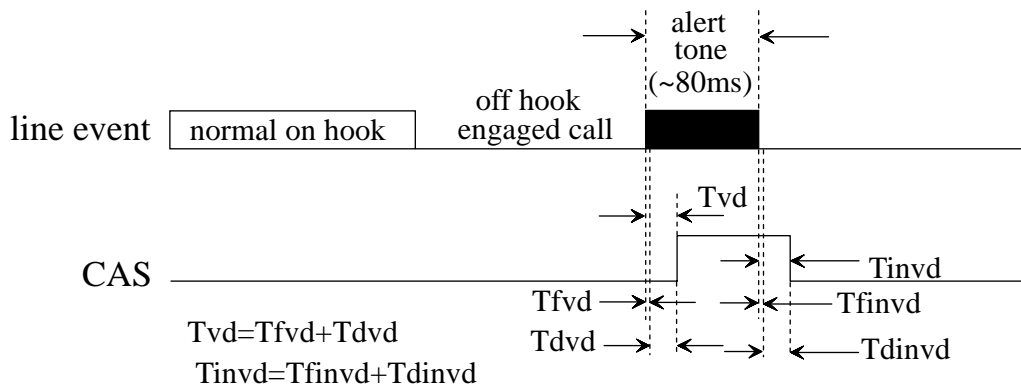 alert
tone
(~80ms)
off hook
engaged call
line event
normal on hook
Tvd
CAS
Tinvd
Tfvd
Tfinvd
Tvd=Tfvd+Tdvd
Tdvd
Tdinvd
Tinvd=Tfinvd+Tdinvd